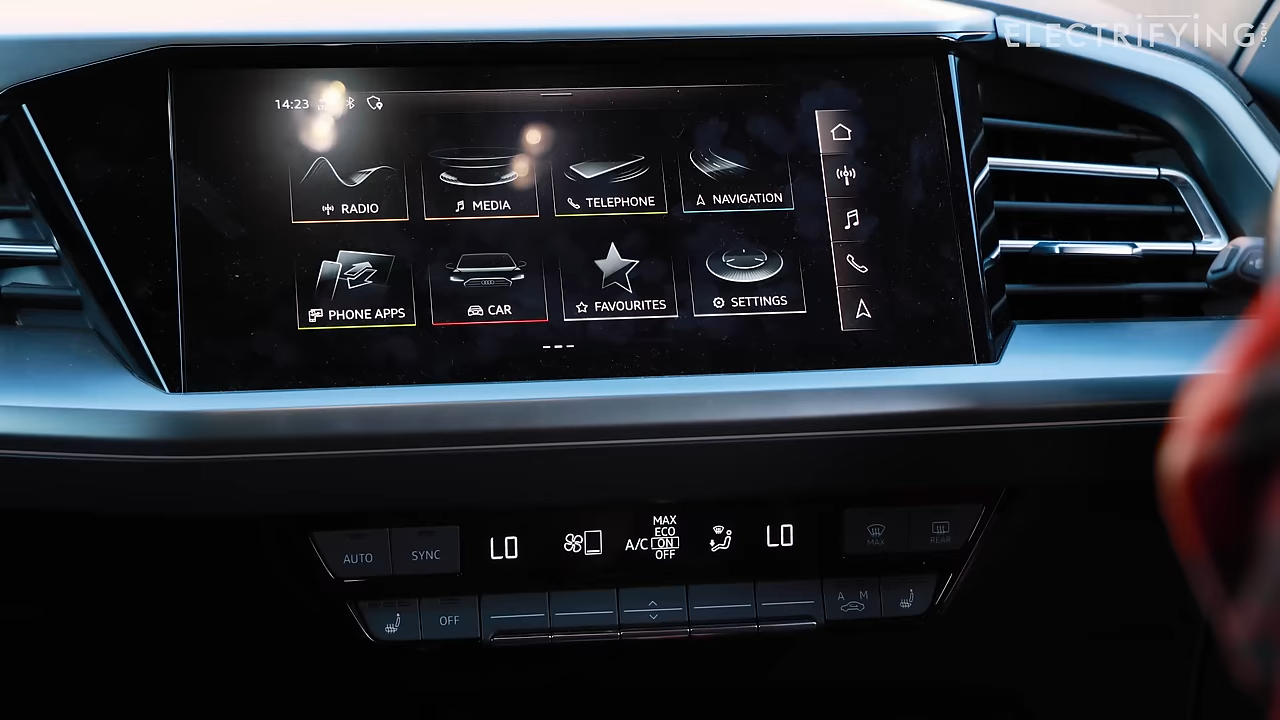 ELECTRiFYiNG.COM
14:23
RADIO MEDIA TELEPHONE NAVIGATION
PHONE APPS CAR FAVOURITES SETTINGS
AUTO SYNC LO A/C MAX ECO ON OFF LO MAX REAR
OFF A M